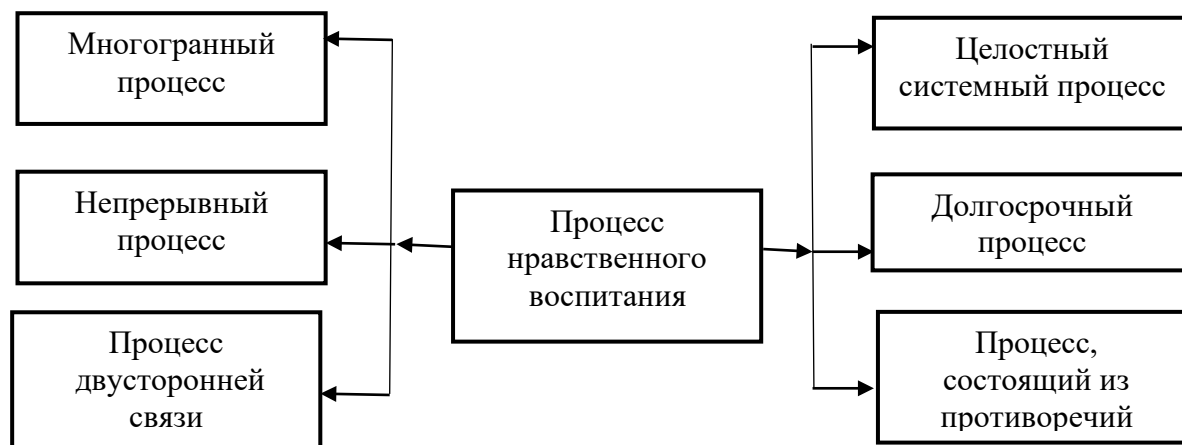 Многогранный
процесс
Непрерывный
процесс
Процесс
двусторонней
связи
Процесс
нравственного
воспитания
Целостный
системный процесс
Долгосрочный
процесс
Процесс,
состоящий из
противоречий